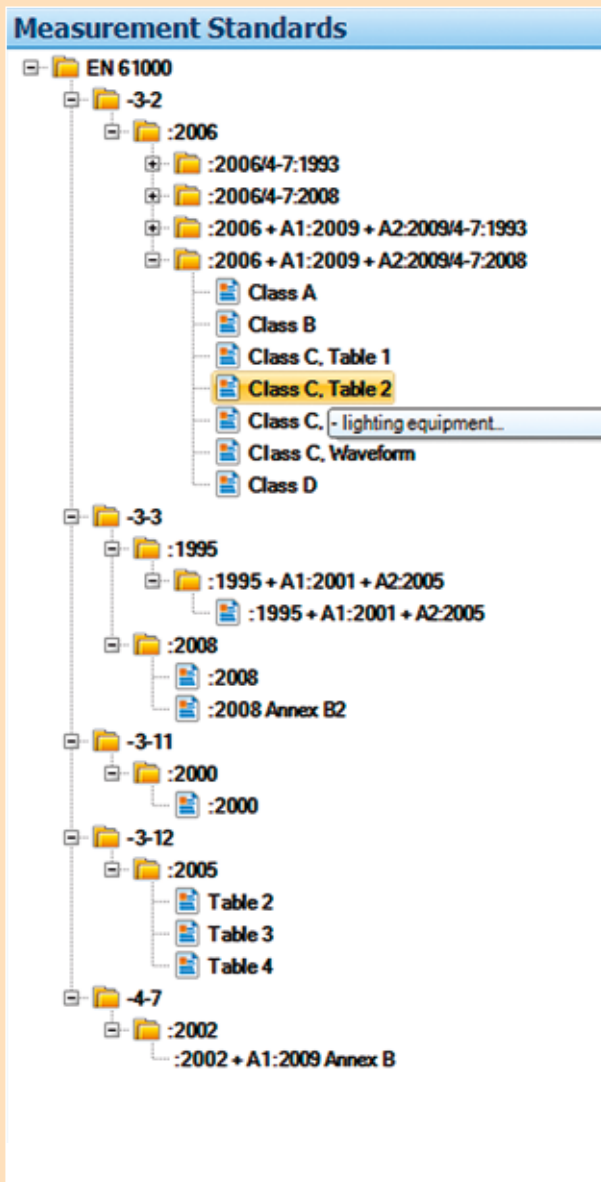 Measurement Standards
EN 61000
-3-2
:2006
:2006/4-7:1993
:2006/4-7:2008
:2006 + A1:2009 + A2:2009/4-7:1993
:2006 + A1:2009 + A2:2009/4-7:2008
Class A
Class B
Class C, Table 1
Class C, Table 2
Class C, - lighting equipment...
Class C, Waveform
Class D
-3-3
:1995
:1995 + A1:2001 + A2:2005
:1995 + A1:2001 + A2:2005
:2008
:2008
:2008 Annex B2
-3-11
:2000
:2000
-3-12
:2005
Table 2
Table 3
Table 4
-4-7
:2002
:2002 + A1:2009 Annex B